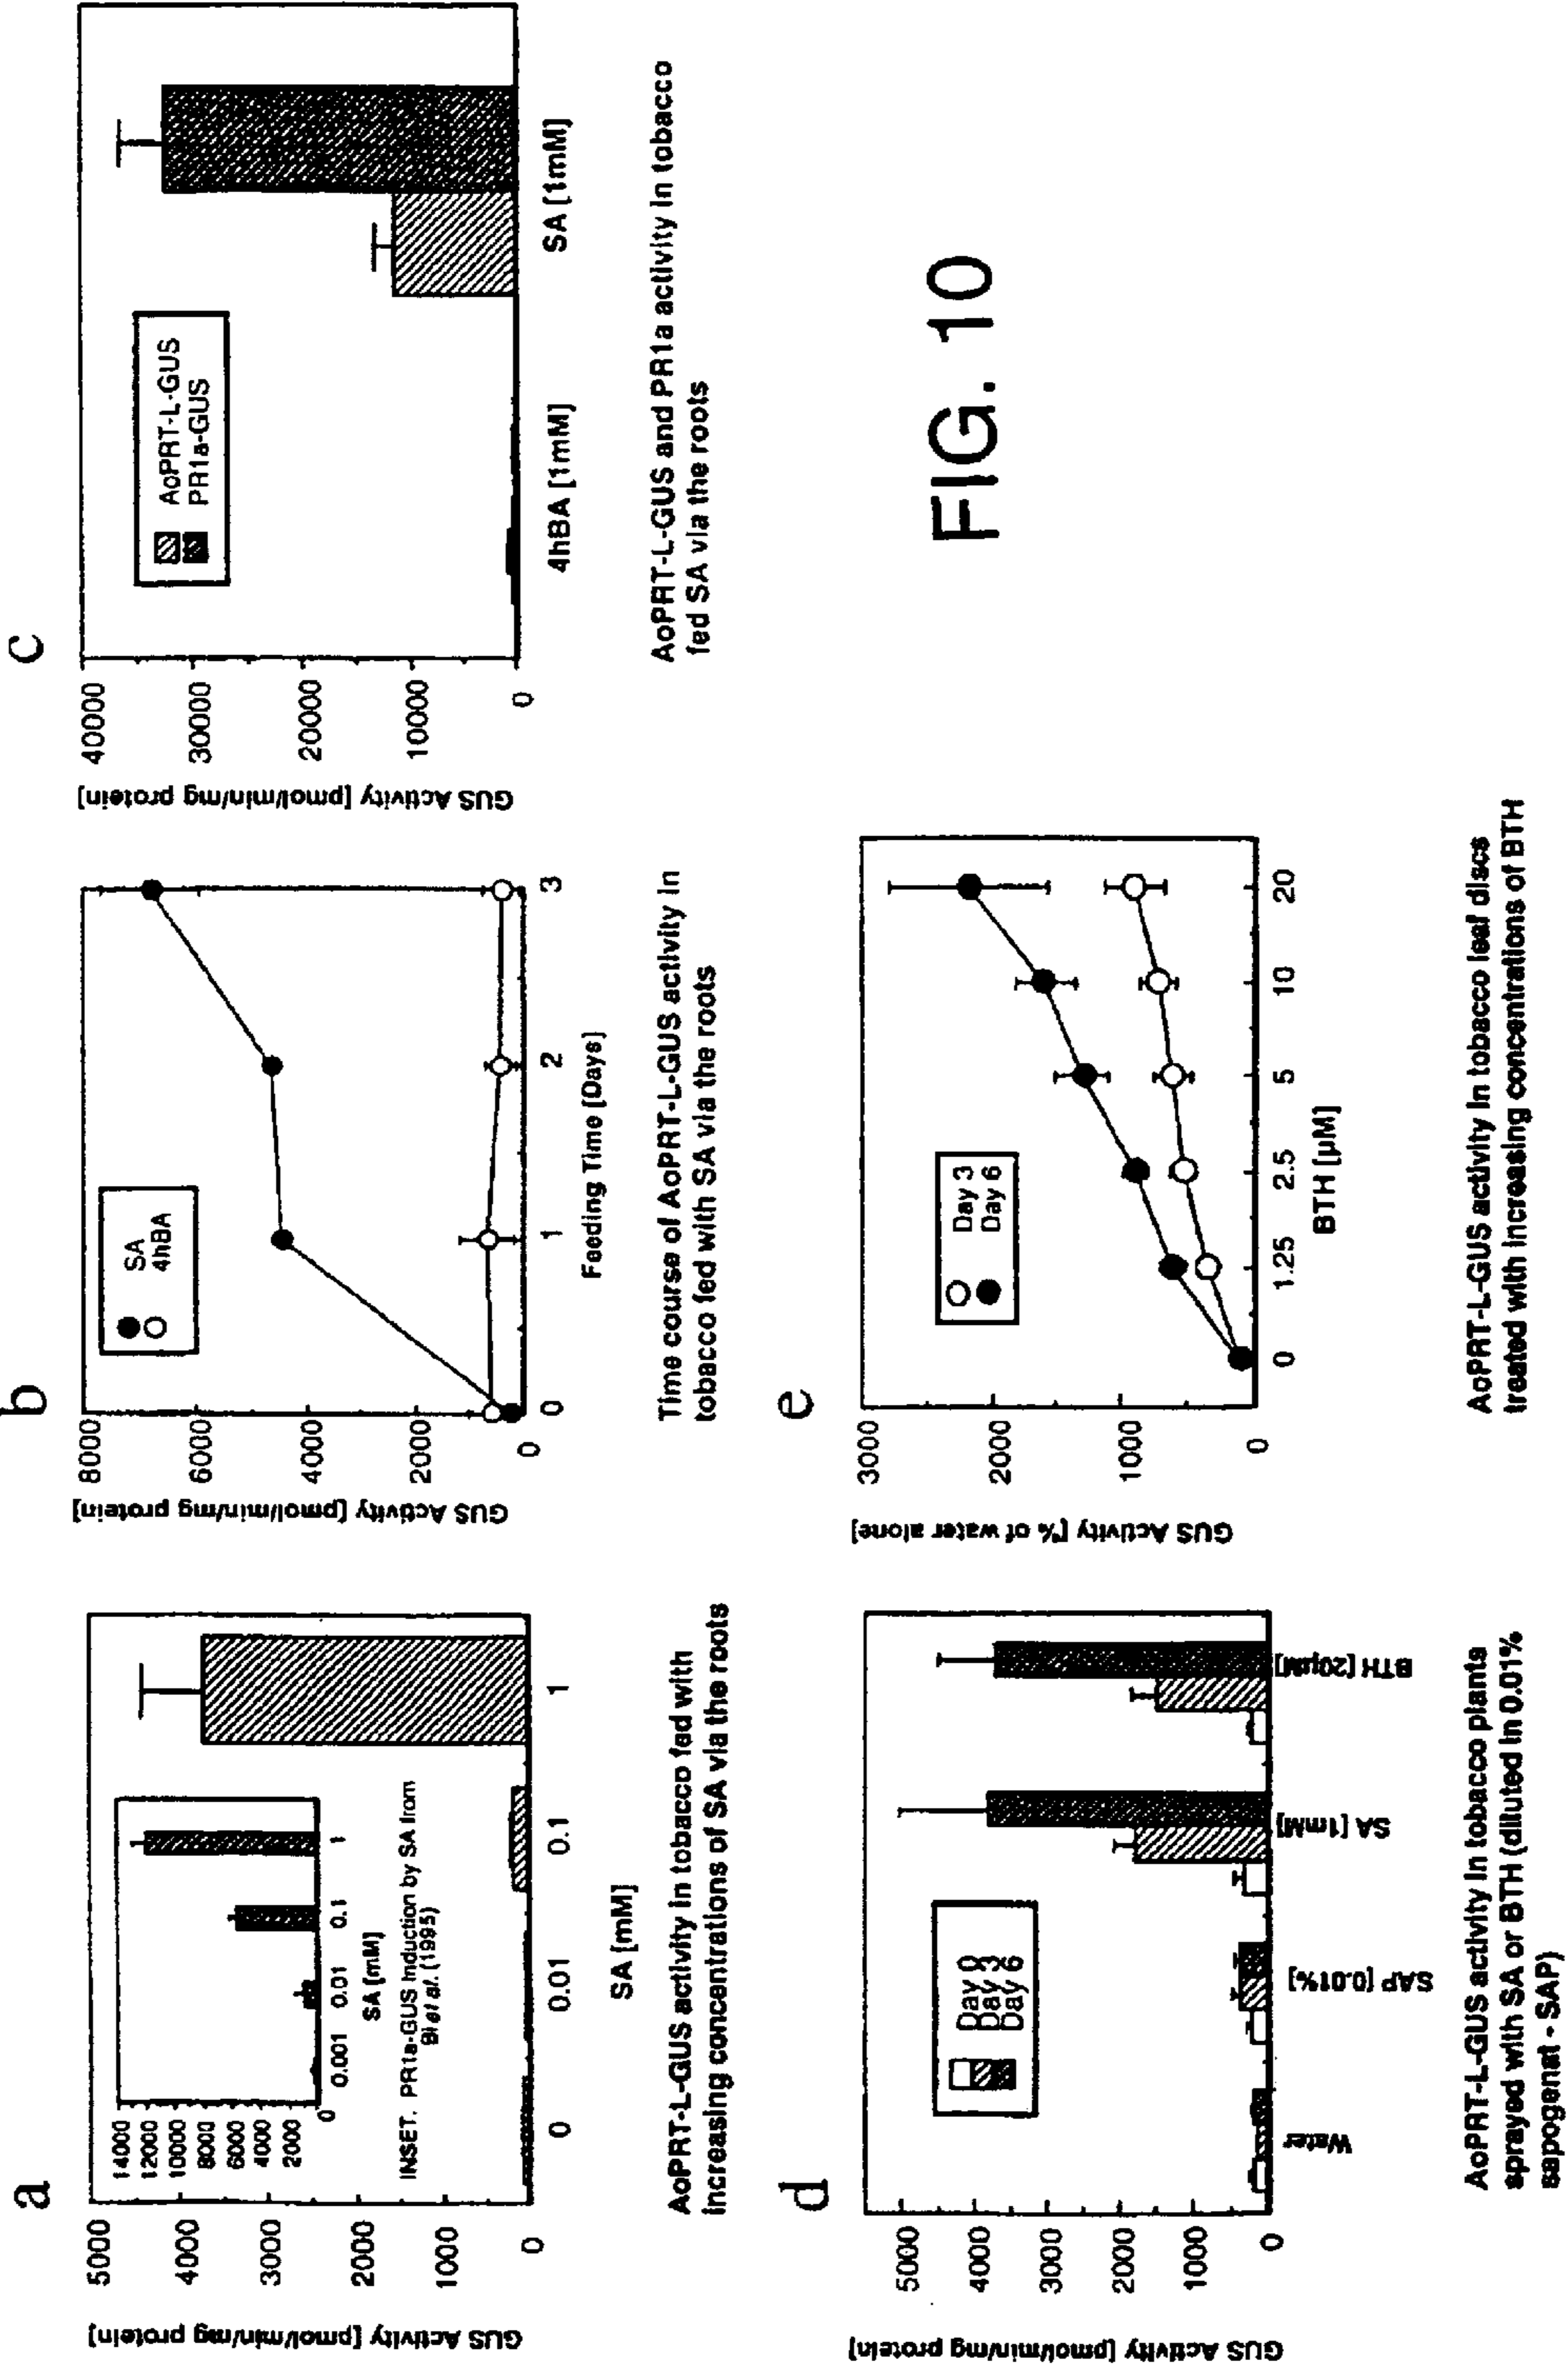 a
GUS Activity [pmol/min/mg protein]
5000
4000
3000
2000
1000
0
14000
12000
10000
8000
6000
4000
2000
0
0.001
0.01
0.1
1
SA [mM]
INSET. PR1a-GUS Induction by SA from
Bi et al. (1995)
0
0.01
0.1
1
SA [mM]
AoPRT-L-GUS activity in tobacco fed with
increasing concentrations of SA via the roots
b
GUS Activity [pmol/min/mg protein]
8000
6000
4000
2000
0
SA
4hBA
0
1
2
3
Feeding Time [Days]
Time course of AoPRT-L-GUS activity in
tobacco fed with SA via the roots
c
GUS Activity [pmol/min/mg protein]
40000
30000
20000
10000
0
AoPRT-L-GUS
PR1a-GUS
4hBA [1mM]
SA [1mM]
AoPRT-L-GUS and PR1a activity in tobacco
fed SA via the roots
d
GUS Activity [pmol/min/mg protein]
5000
4000
3000
2000
1000
0
Day 0
Day 3
Day 6
Water
SAP [0.01%]
SA [1mM]
BTH [20µM]
AoPRT-L-GUS activity in tobacco plants
sprayed with SA or BTH (diluted in 0.01%
sapogenat - SAP)
e
GUS Activity [% of water alone]
3000
2000
1000
0
Day 3
Day 6
0
1.25
2.5
5
10
20
BTH [µM]
AoPRT-L-GUS activity in tobacco leaf discs
treated with increasing concentrations of BTH
FIG. 10